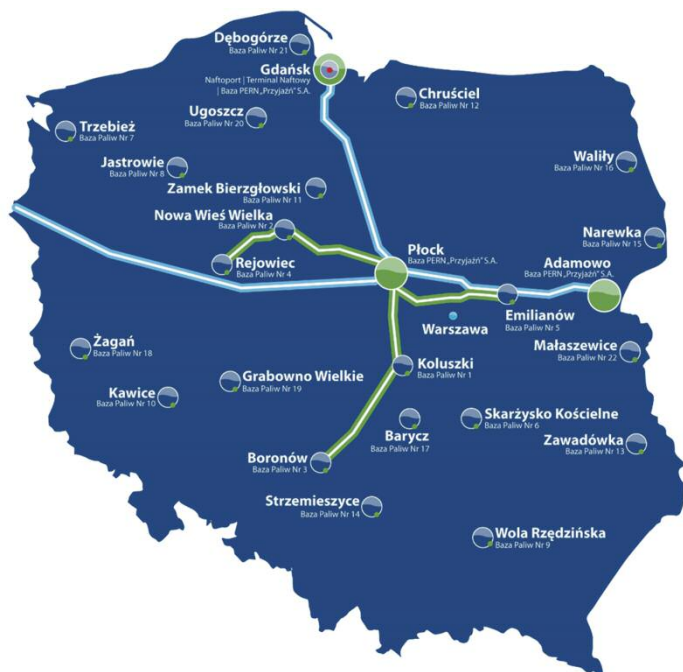 Dębogórze
Baza Paliw Nr 21
Gdańsk
Naftoport | Terminal Naftowy
| Baza PERN „Przyjaźń” S.A.
Chruściel
Baza Paliw Nr 12
Ugoszcz
Baza Paliw Nr 20
Trzebież
Baza Paliw Nr 7
Jastrowie
Baza Paliw Nr 8
Waliły
Baza Paliw Nr 16
Zamek Bierzgłowski
Baza Paliw Nr 11
Nowa Wieś Wielka
Baza Paliw Nr 2
Narewka
Baza Paliw Nr 15
Płock
Baza PERN „Przyjaźń” S.A.
Adamowo
Baza PERN „Przyjaźń” S.A.
Rejowiec
Baza Paliw Nr 4
Emilianów
Baza Paliw Nr 5
Warszawa
Żagań
Baza Paliw Nr 18
Małaszewice
Baza Paliw Nr 22
Koluszki
Baza Paliw Nr 1
Grabowno Wielkie
Baza Paliw Nr 19
Kawice
Baza Paliw Nr 10
Skarżysko Kościelne
Baza Paliw Nr 6
Barycz
Baza Paliw Nr 17
Zawadówka
Baza Paliw Nr 13
Boronów
Baza Paliw Nr 3
Strzemieszyce
Baza Paliw Nr 14
Wola Rzędzińska
Baza Paliw Nr 9